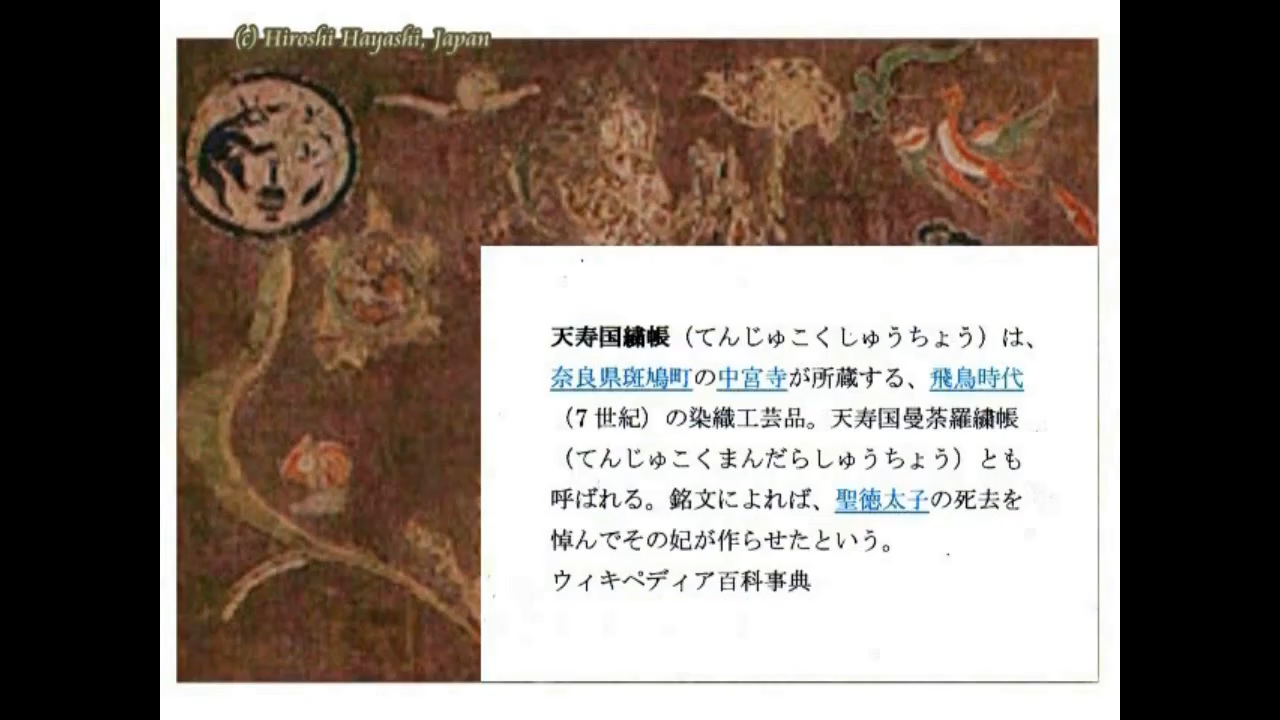 (c) Hiroshi Hayashi, Japan
天寿国繡帳（てんじゅこくしゅうちょう）は、
奈良県斑鳩町の中宮寺が所蔵する、飛鳥時代
（7 世紀）の染織工芸品。天寿国曼荼羅繡帳
（てんじゅこくまんだらしゅうちょう）とも
呼ばれる。銘文によれば、聖徳太子の死去を
悼んでその妃が作らせたという。
ウィキペディア百科事典